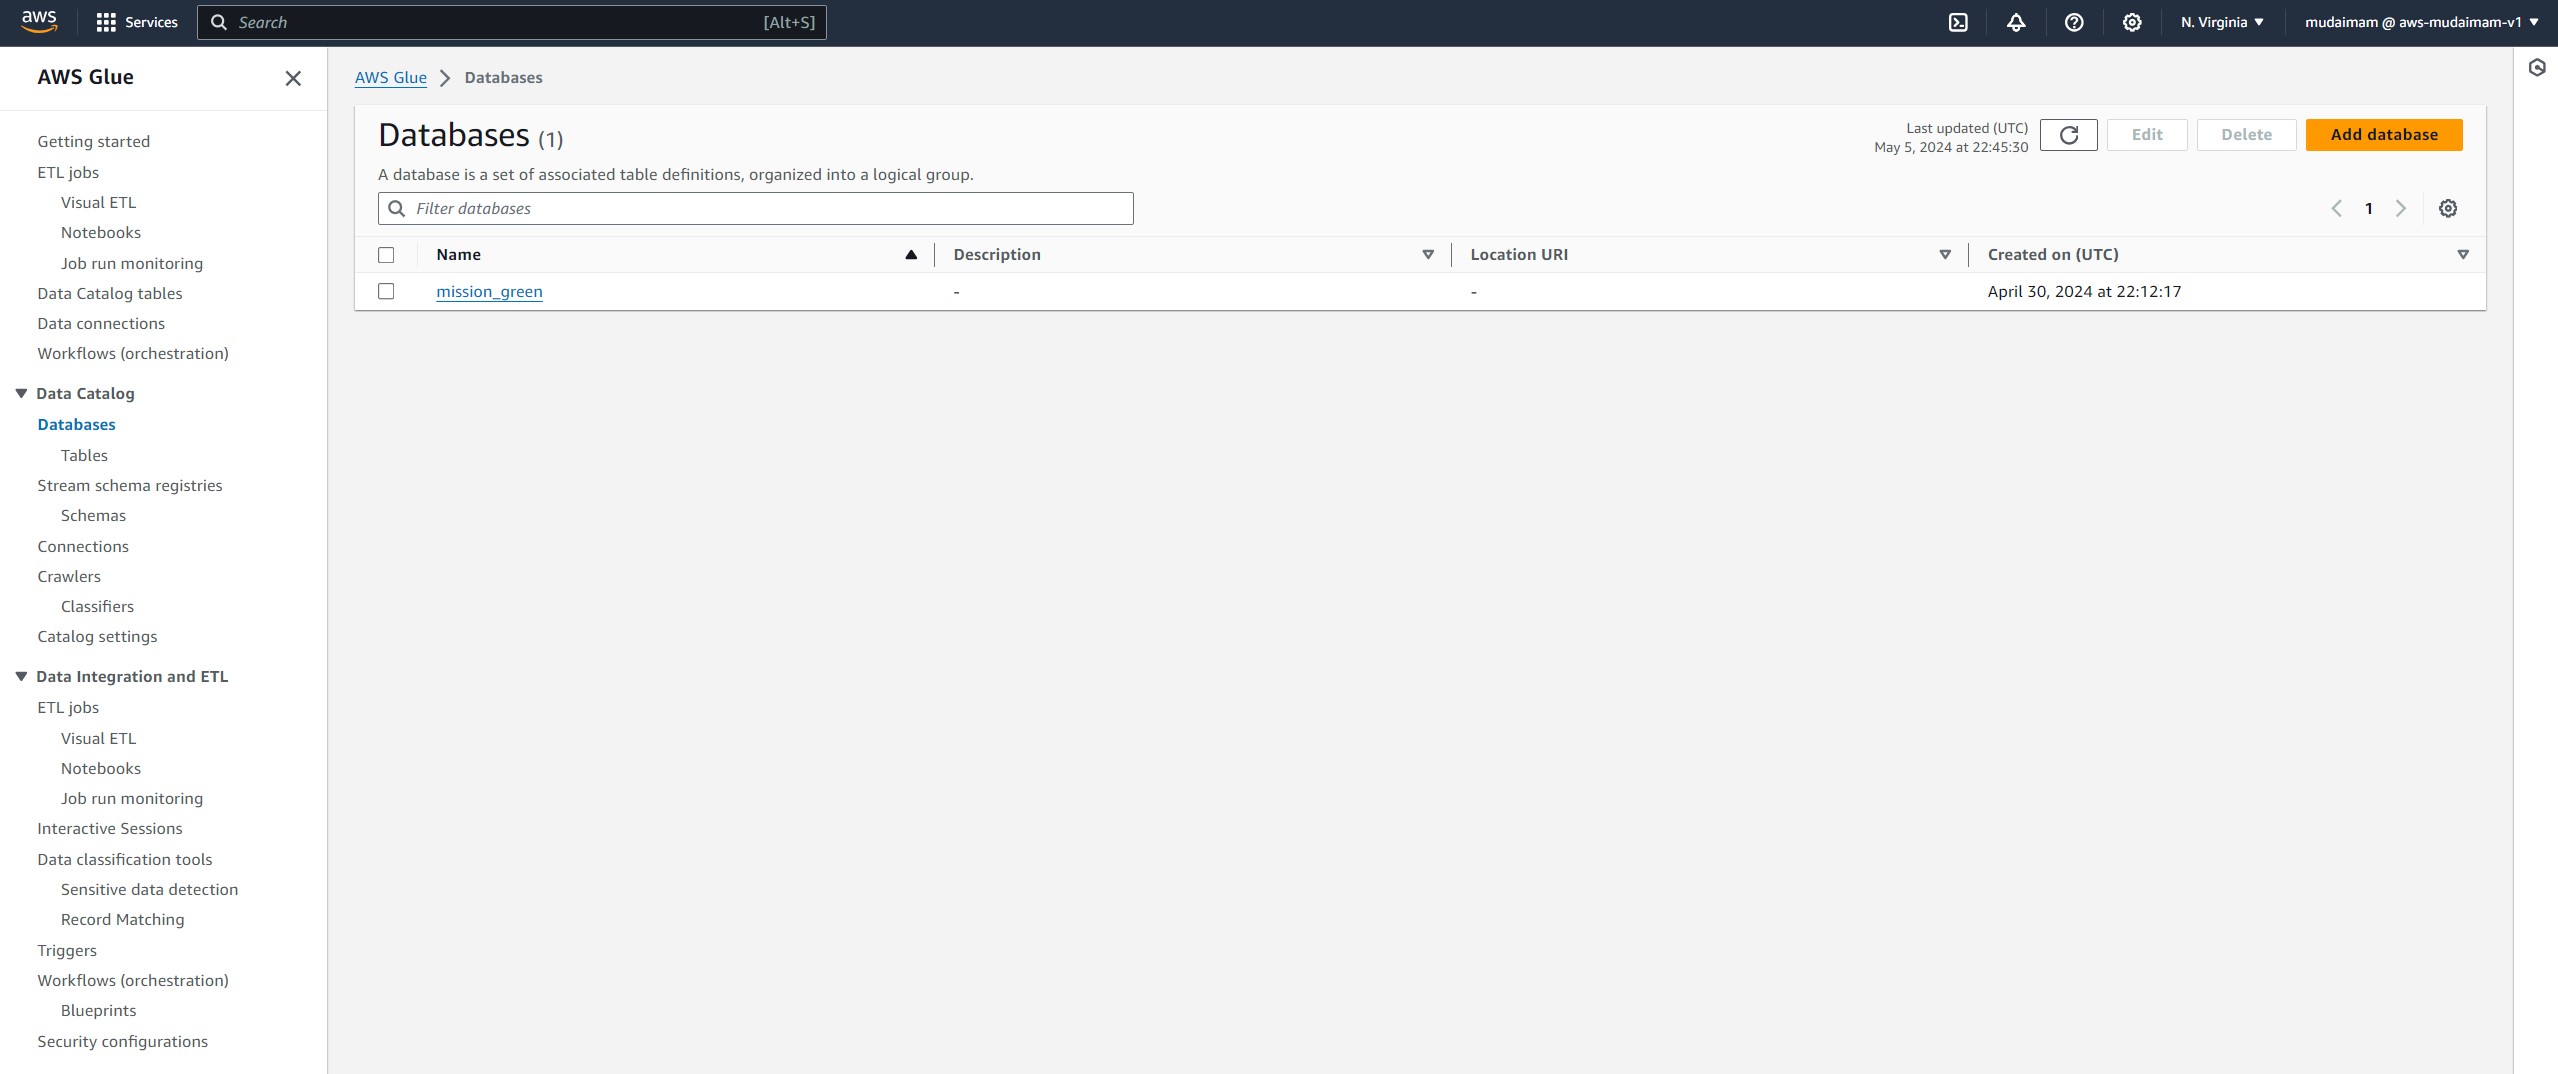 aws Services Search [Alt+S] N. Virginia mudaimam @ aws-mudaimam-v1
AWS Glue
Getting started
ETL jobs
Visual ETL
Notebooks
Job run monitoring
Data Catalog tables
Data connections
Workflows (orchestration)
Data Catalog
Databases
Tables
Stream schema registries
Schemas
Connections
Crawlers
Classifiers
Catalog settings
Data Integration and ETL
ETL jobs
Visual ETL
Notebooks
Job run monitoring
Interactive Sessions
Data classification tools
Sensitive data detection
Record Matching
Triggers
Workflows (orchestration)
Blueprints
Security configurations
AWS Glue Databases
Databases (1)
Last updated (UTC)
May 5, 2024 at 22:45:30
Edit Delete Add database
A database is a set of associated table definitions, organized into a logical group.
Filter databases
1
Name Description Location URI Created on (UTC)
mission_green - - April 30, 2024 at 22:12:17